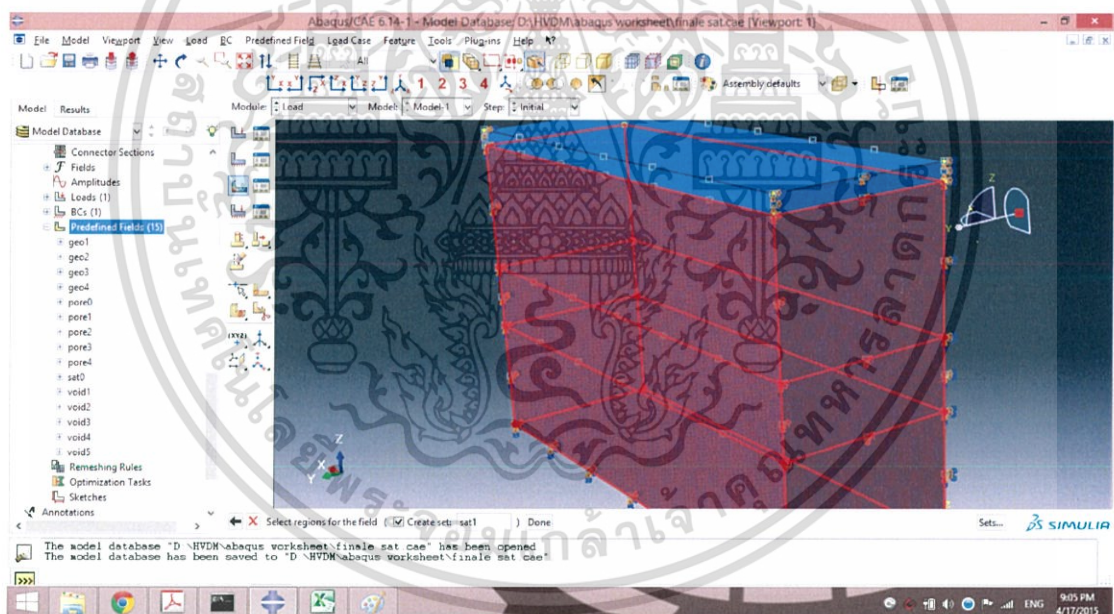 Abaqus/CAE 6.14-1 - Model Database: D:\HVDM\abaqus worksheet\finale sat.cae [Viewport: 1]
File Model Viewport View Load BC Predefined Field Load Case Feature Tools Plug-ins Help
All
1 2 3 4 Assembly defaults
Model Results
Module: Load Model: Model-1 Step: Initial
Model Database
Connector Sections
Fields
Amplitudes
Loads (1)
BCs (1)
Predefined Fields (15)
geo1
geo2
geo3
geo4
pore0
pore1
pore2
pore3
pore4
sat0
void1
void2
void3
void4
void5
Remeshing Rules
Optimization Tasks
Sketches
Annotations
Z
Y
Z
X
Y
Select regions for the field Create set: sat1 Done
Sets...
SIMULIA
The model database "D:\HVDM\abaqus worksheet\finale sat.cae" has been opened.
The model database has been saved to "D:\HVDM\abaqus worksheet\finale sat.cae".
>>>
ENG
9:05 PM
4/17/2015